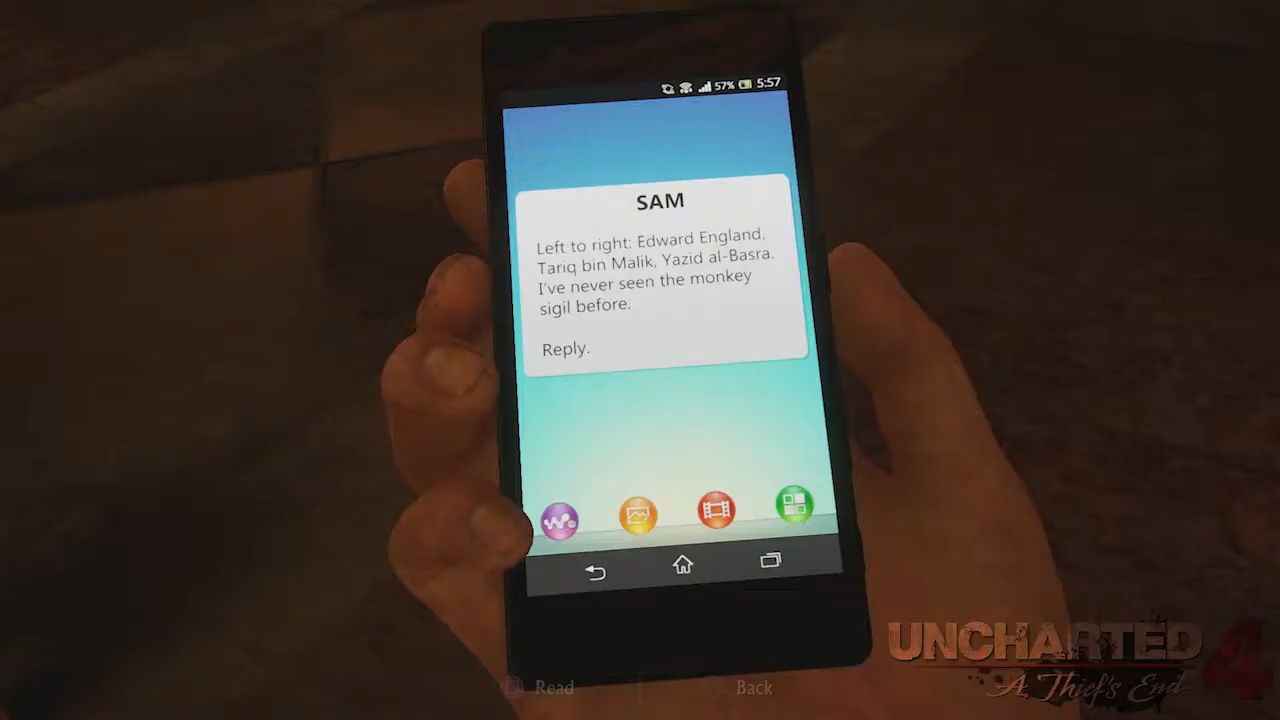 57% 5:57
SAM
Left to right: Edward England,
Tariq bin Malik, Yazid al-Basra.
I've never seen the monkey
sigil before.
Reply.
UNCHARTED 4
A Thief's End
Read Back